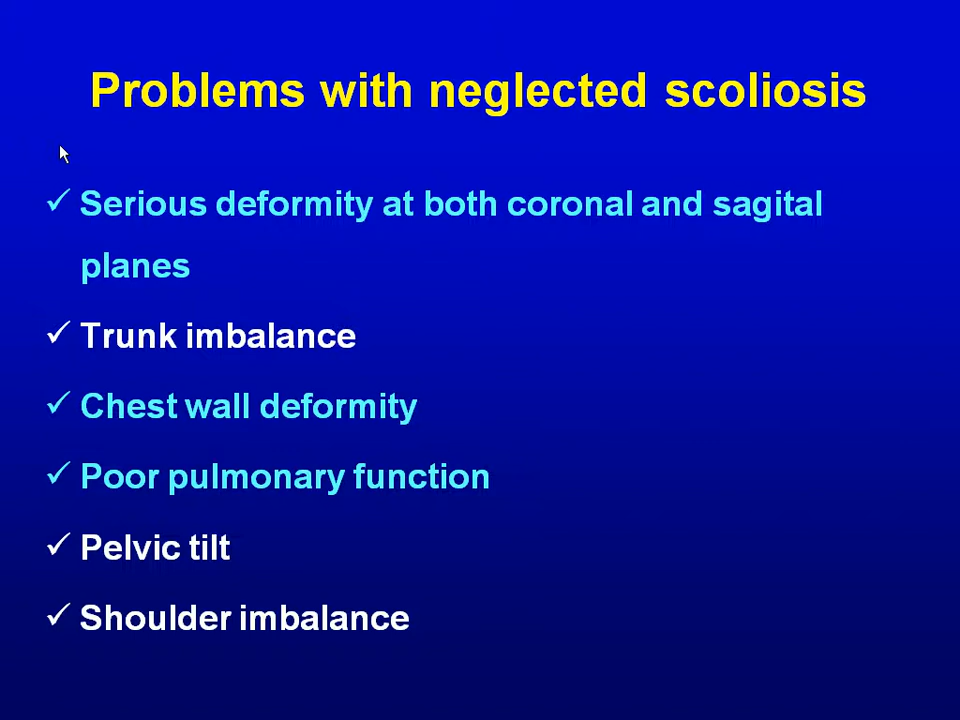 Problems with neglected scoliosis
✓ Serious deformity at both coronal and sagital
planes
✓ Trunk imbalance
✓ Chest wall deformity
✓ Poor pulmonary function
✓ Pelvic tilt
✓ Shoulder imbalance